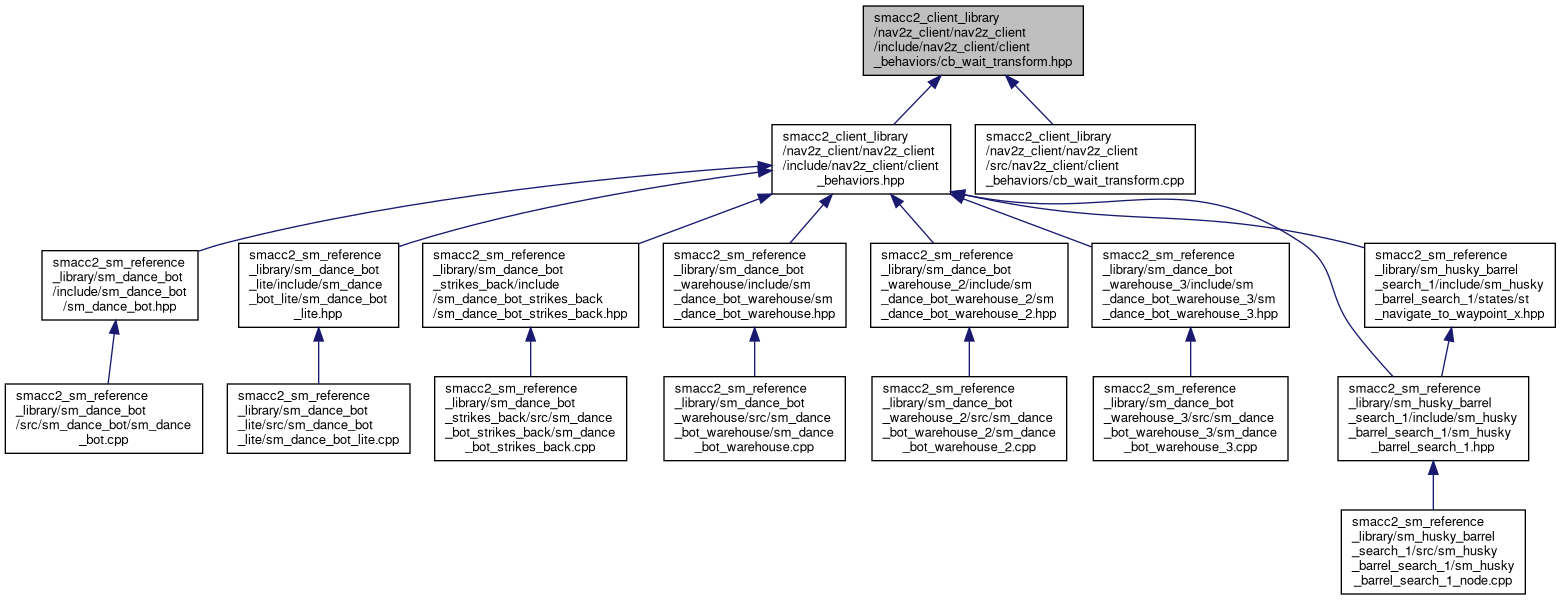 smacc2_client_library
/nav2z_client/nav2z_client
/include/nav2z_client/client
_behaviors/cb_wait_transform.hpp
smacc2_client_library
/nav2z_client/nav2z_client
/include/nav2z_client/client
_behaviors.hpp
smacc2_client_library
/nav2z_client/nav2z_client
/src/nav2z_client/client
_behaviors/cb_wait_transform.cpp
smacc2_sm_reference
_library/sm_dance_bot
/include/sm_dance_bot
/sm_dance_bot.hpp
smacc2_sm_reference
_library/sm_dance_bot
_lite/include/sm_dance
_bot_lite/sm_dance_bot
_lite.hpp
smacc2_sm_reference
_library/sm_dance_bot
_strikes_back/include
/sm_dance_bot_strikes_back
/sm_dance_bot_strikes_back.hpp
smacc2_sm_reference
_library/sm_dance_bot
_warehouse/include/sm
_dance_bot_warehouse/sm
_dance_bot_warehouse.hpp
smacc2_sm_reference
_library/sm_dance_bot
_warehouse_2/include/sm
_dance_bot_warehouse_2/sm
_dance_bot_warehouse_2.hpp
smacc2_sm_reference
_library/sm_dance_bot
_warehouse_3/include/sm
_dance_bot_warehouse_3/sm
_dance_bot_warehouse_3.hpp
smacc2_sm_reference
_library/sm_husky_barrel
_search_1/include/sm_husky
_barrel_search_1/states/st
_navigate_to_waypoint_x.hpp
smacc2_sm_reference
_library/sm_dance_bot
/src/sm_dance_bot/sm_dance
_bot.cpp
smacc2_sm_reference
_library/sm_dance_bot
_lite/src/sm_dance_bot
_lite/sm_dance_bot_lite.cpp
smacc2_sm_reference
_library/sm_dance_bot
_strikes_back/src/sm_dance
_bot_strikes_back/sm_dance
_bot_strikes_back.cpp
smacc2_sm_reference
_library/sm_dance_bot
_warehouse/src/sm_dance
_bot_warehouse/sm_dance
_bot_warehouse.cpp
smacc2_sm_reference
_library/sm_dance_bot
_warehouse_2/src/sm_dance
_bot_warehouse_2/sm_dance
_bot_warehouse_2.cpp
smacc2_sm_reference
_library/sm_dance_bot
_warehouse_3/src/sm_dance
_bot_warehouse_3/sm_dance
_bot_warehouse_3.cpp
smacc2_sm_reference
_library/sm_husky_barrel
_search_1/include/sm_husky
_barrel_search_1/sm_husky
_barrel_search_1.hpp
smacc2_sm_reference
_library/sm_husky_barrel
_search_1/src/sm_husky
_barrel_search_1/sm_husky
_barrel_search_1_node.cpp